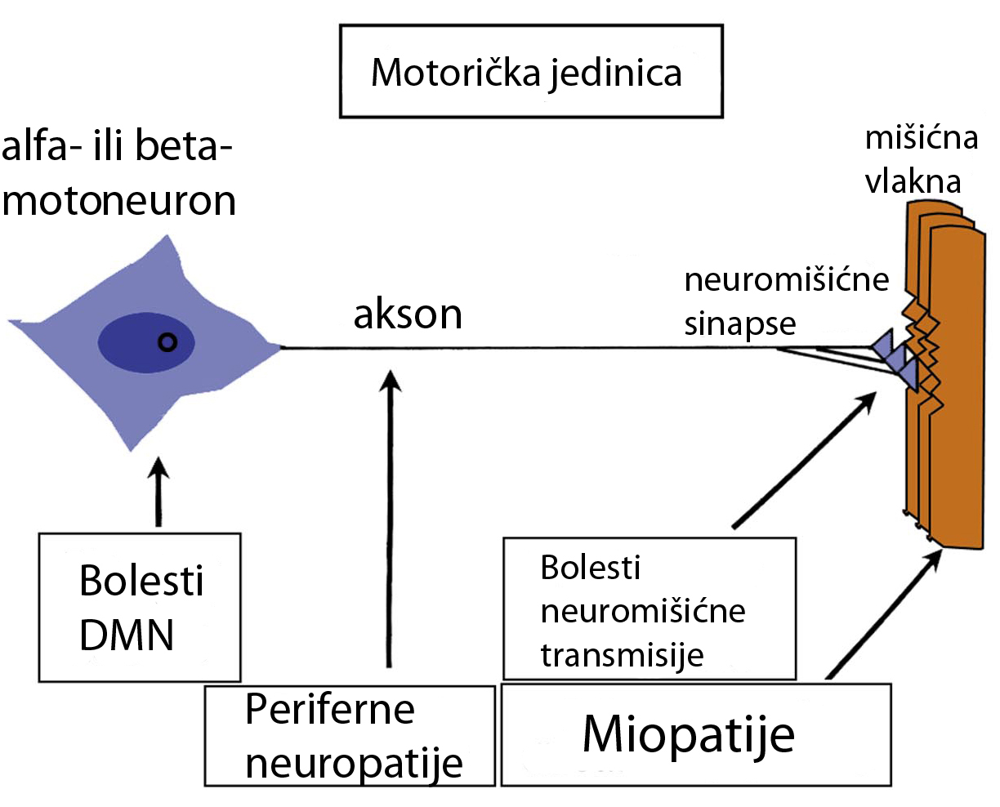 Motorička jedinica
alfa- ili beta-
motoneuron
mišićna
vlakna
neuromišićne
sinapse
akson
Bolesti
DMN
Bolesti
neuromišićne
transmisije
Periferne
neuropatije
Miopatije